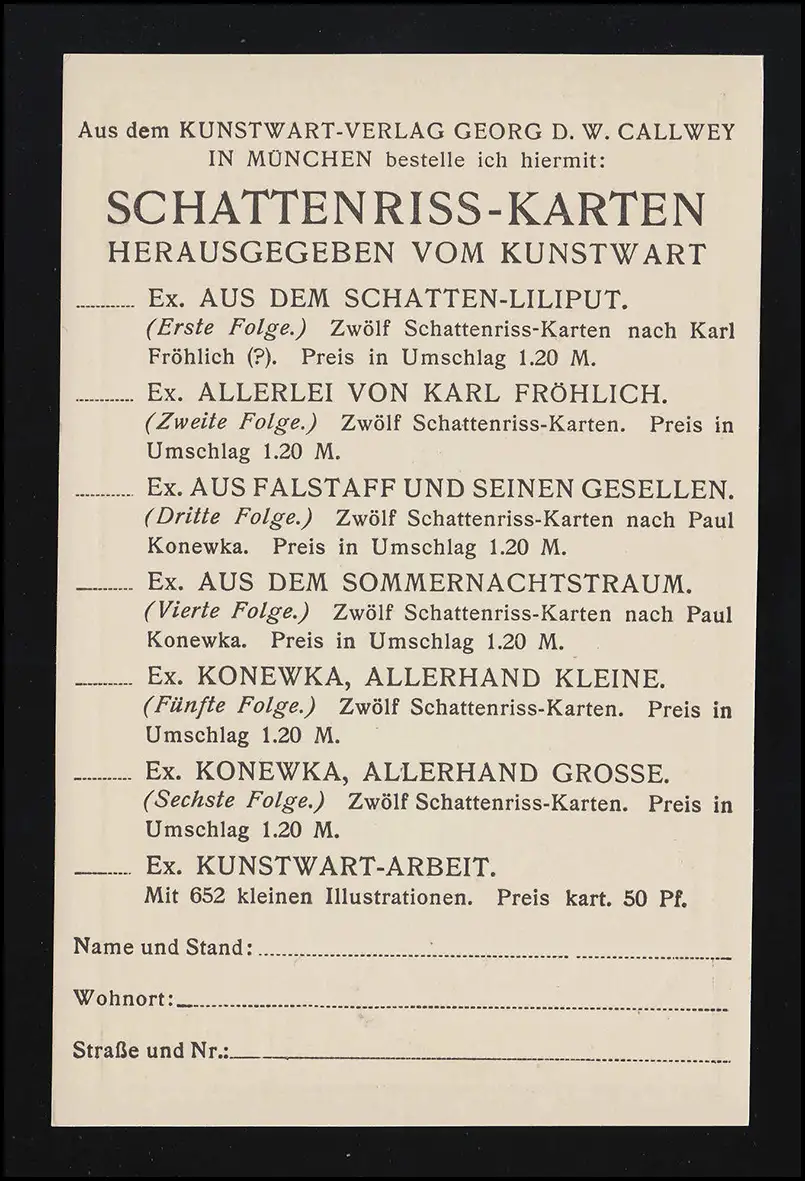 Aus dem KUNSTWART-VERLAG GEORG D. W. CALLWEY
IN MÜNCHEN bestelle ich hiermit:
SCHATTENRISS-KARTEN
HERAUSGEGEBEN VOM KUNSTWART
............ Ex. AUS DEM SCHATTEN-LILIPUT.
(Erste Folge.) Zwölf Schattenriss-Karten nach Karl
Fröhlich (?). Preis in Umschlag 1.20 M.
............ Ex. ALLERLEI VON KARL FRÖHLICH.
(Zweite Folge.) Zwölf Schattenriss-Karten. Preis in
Umschlag 1.20 M.
............ Ex. AUS FALSTAFF UND SEINEN GESELLEN.
(Dritte Folge.) Zwölf Schattenriss-Karten nach Paul
Konewka. Preis in Umschlag 1.20 M.
............ Ex. AUS DEM SOMMERNACHTSTRAUM.
(Vierte Folge.) Zwölf Schattenriss-Karten nach Paul
Konewka. Preis in Umschlag 1.20 M.
............ Ex. KONEWKA, ALLERHAND KLEINE.
(Fünfte Folge.) Zwölf Schattenriss-Karten. Preis in
Umschlag 1.20 M.
............ Ex. KONEWKA, ALLERHAND GROSSE.
(Sechste Folge.) Zwölf Schattenriss-Karten. Preis in
Umschlag 1.20 M.
............ Ex. KUNSTWART-ARBEIT.
Mit 652 kleinen Illustrationen. Preis kart. 50 Pf.
Name und Stand: ............
Wohnort: ............
Straße und Nr.: ............